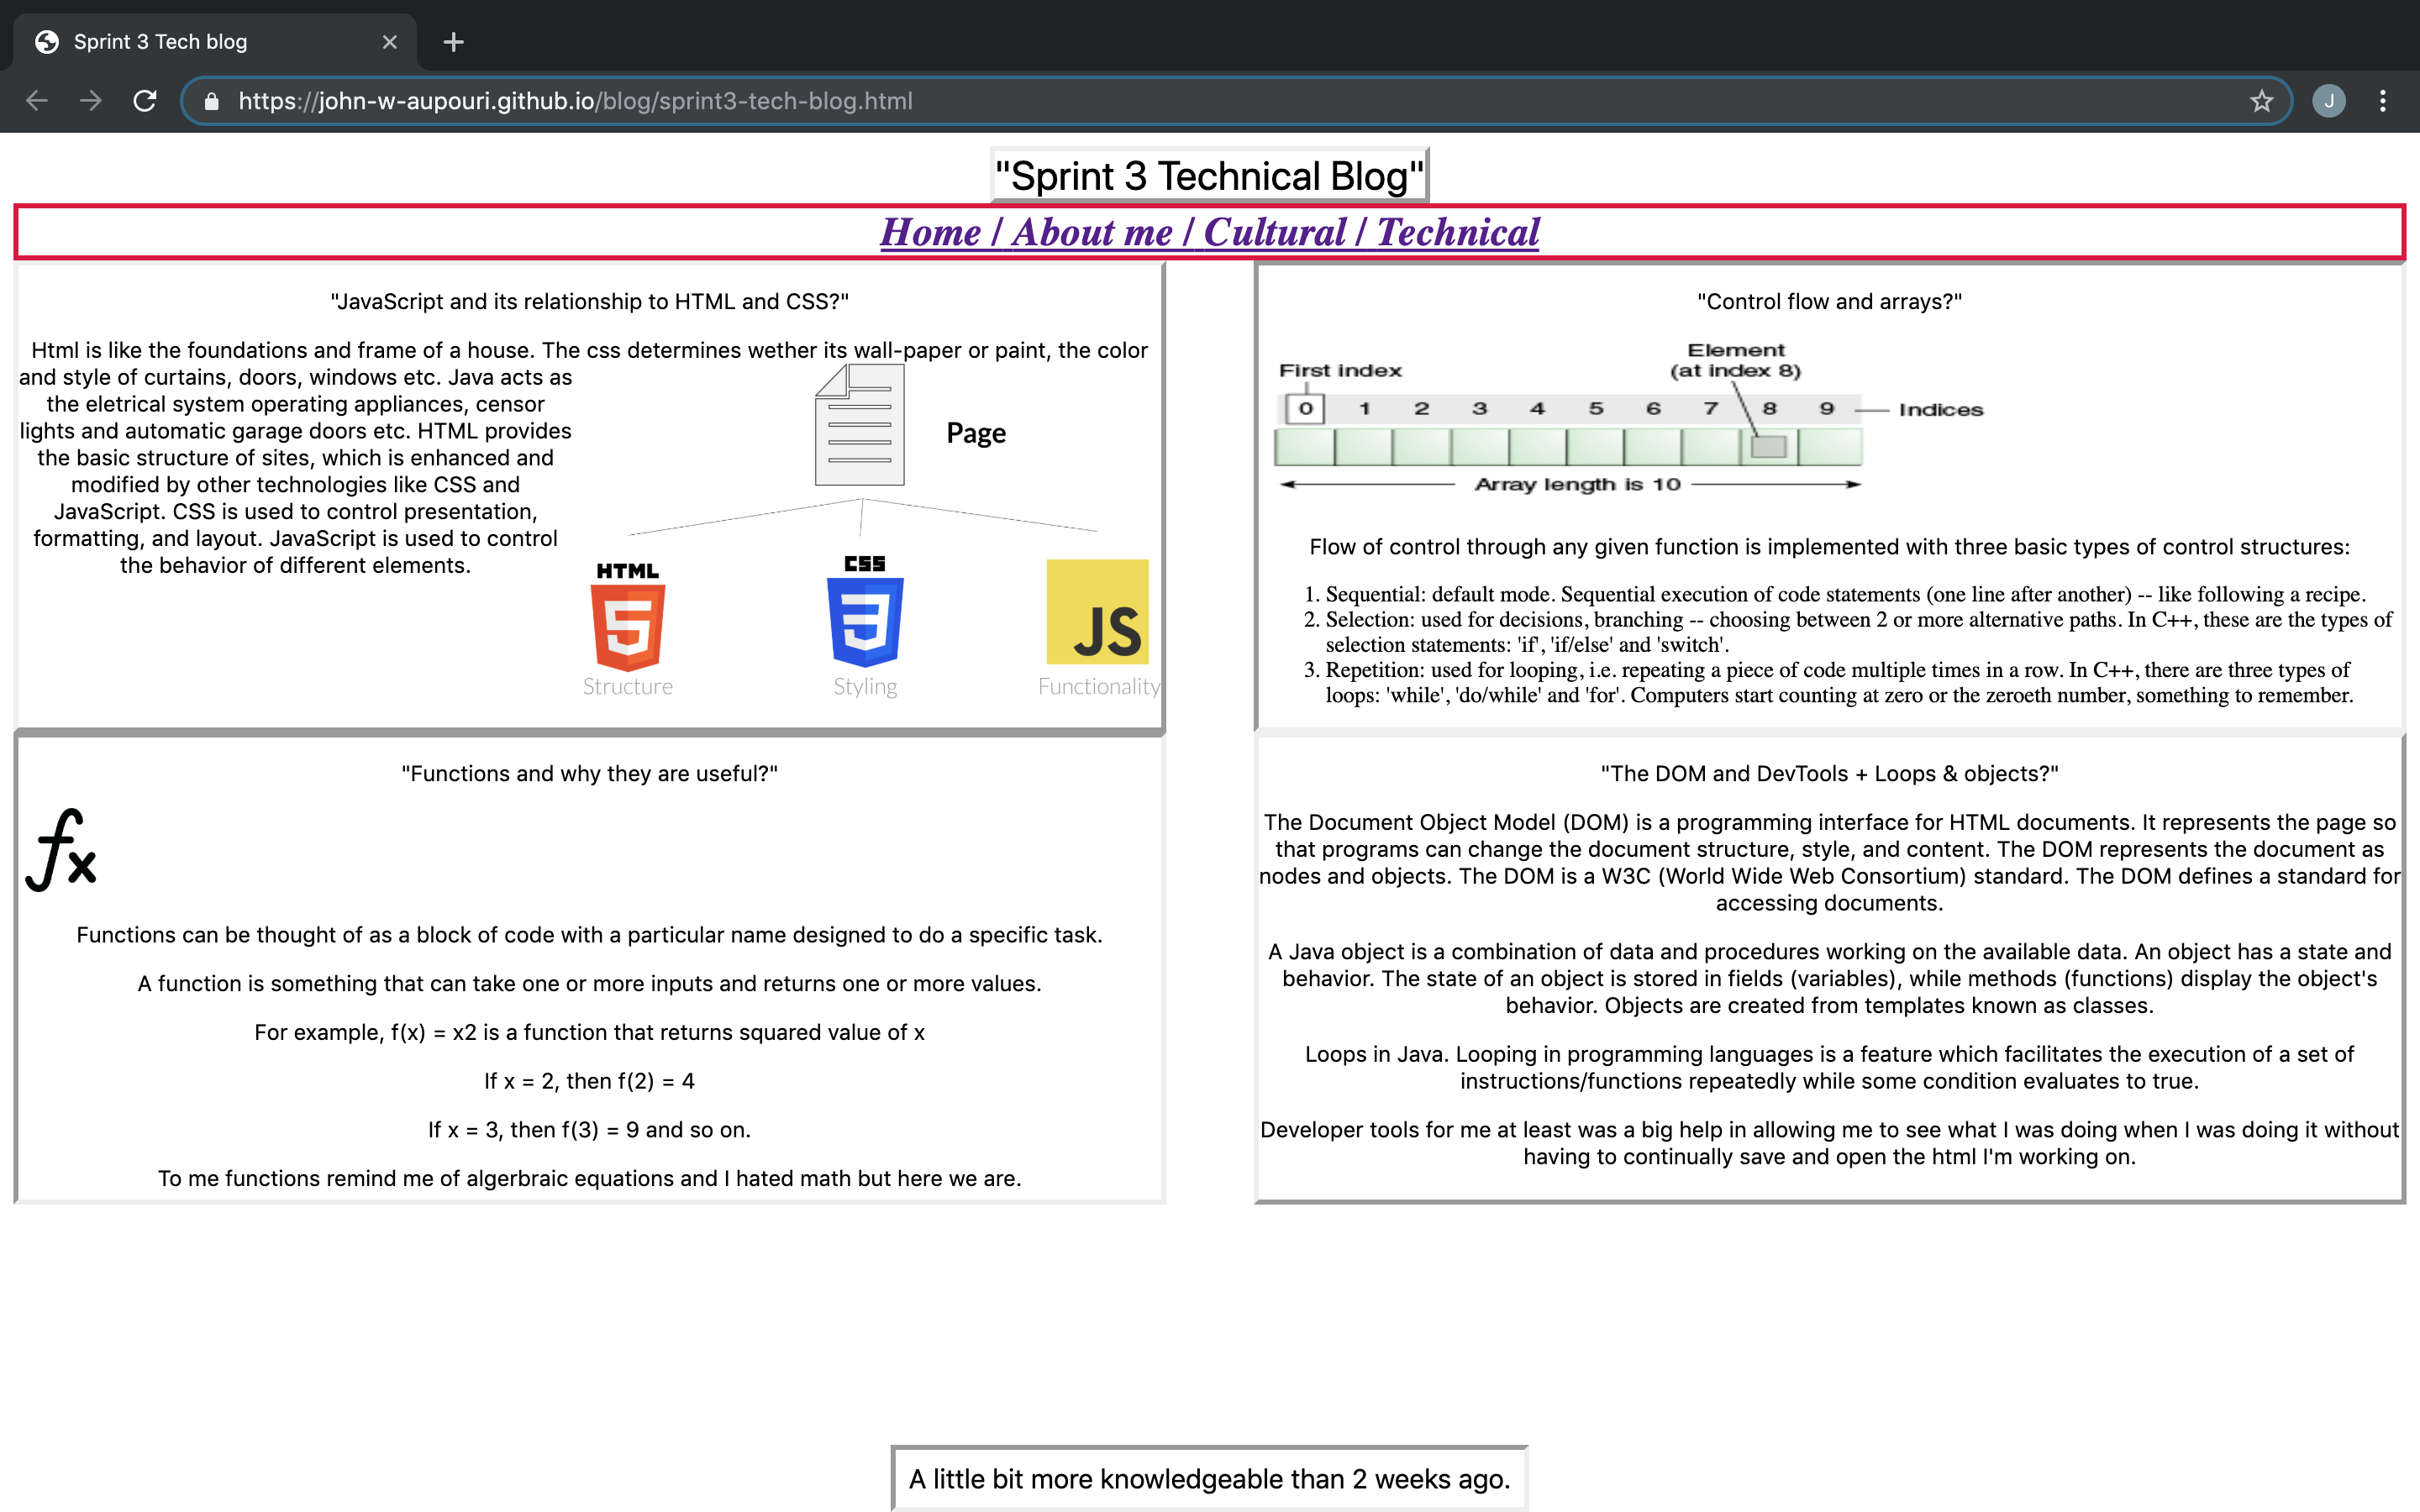 Sprint 3 Tech blog
https://john-w-aupouri.github.io/blog/sprint3-tech-blog.html
J
"Sprint 3 Technical Blog"
Home / About me / Cultural / Technical
"JavaScript and its relationship to HTML and CSS?"
Html is like the foundations and frame of a house. The css determines wether its wall-paper or paint, the color
and style of curtains, doors, windows etc. Java acts as
the eletrical system operating appliances, censor
lights and automatic garage doors etc. HTML provides
the basic structure of sites, which is enhanced and
modified by other technologies like CSS and
JavaScript. CSS is used to control presentation,
formatting, and layout. JavaScript is used to control
the behavior of different elements.
Page
HTML
CSS
5
3
JS
Structure
Styling
Functionality
"Control flow and arrays?"
Element
(at index 8)
First index
0 1 2 3 4 5 6 7 8 9
Indices
Array length is 10
Flow of control through any given function is implemented with three basic types of control structures:
1. Sequential: default mode. Sequential execution of code statements (one line after another) -- like following a recipe.
2. Selection: used for decisions, branching -- choosing between 2 or more alternative paths. In C++, these are the types of
selection statements: 'if', 'if/else' and 'switch'.
3. Repetition: used for looping, i.e. repeating a piece of code multiple times in a row. In C++, there are three types of
loops: 'while', 'do/while' and 'for'. Computers start counting at zero or the zeroeth number, something to remember.
"Functions and why they are useful?"
fx
Functions can be thought of as a block of code with a particular name designed to do a specific task.
A function is something that can take one or more inputs and returns one or more values.
For example, f(x) = x2 is a function that returns squared value of x
If x = 2, then f(2) = 4
If x = 3, then f(3) = 9 and so on.
To me functions remind me of algerbraic equations and I hated math but here we are.
"The DOM and DevTools + Loops & objects?"
The Document Object Model (DOM) is a programming interface for HTML documents. It represents the page so
that programs can change the document structure, style, and content. The DOM represents the document as
nodes and objects. The DOM is a W3C (World Wide Web Consortium) standard. The DOM defines a standard for
accessing documents.
A Java object is a combination of data and procedures working on the available data. An object has a state and
behavior. The state of an object is stored in fields (variables), while methods (functions) display the object's
behavior. Objects are created from templates known as classes.
Loops in Java. Looping in programming languages is a feature which facilitates the execution of a set of
instructions/functions repeatedly while some condition evaluates to true.
Developer tools for me at least was a big help in allowing me to see what I was doing when I was doing it without
having to continually save and open the html I'm working on.
A little bit more knowledgeable than 2 weeks ago.